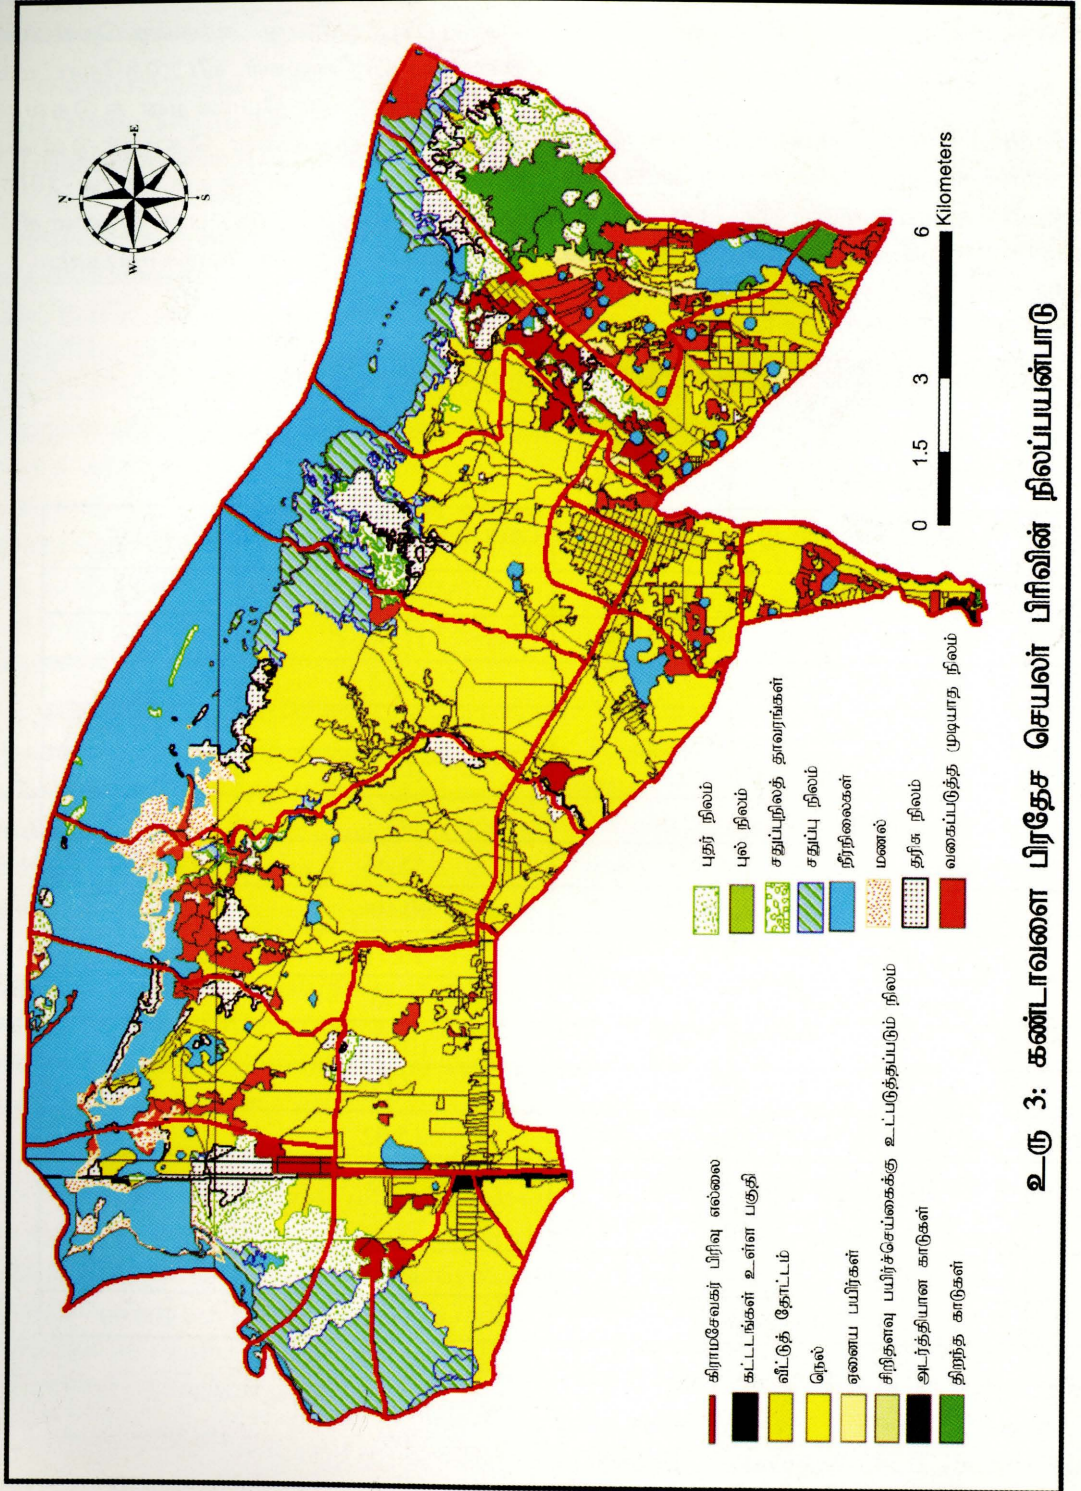 N
E
S
W
கிராமசேவகர் பிரிவு எல்லை
கட்டடங்கள் உள்ள பகுதி
வீட்டுத் தோட்டம்
நெல்
ஏனைய பயிர்கள்
சிறிதளவு பயிர்ச்செய்கைக்கு உட்படுத்தப்படும் நிலம்
அடர்த்தியான காடுகள்
திறந்த காடுகள்
புதர் நிலம்
புல் நிலம்
சதுப்புநிலத் தாவரங்கள்
சதுப்பு நிலம்
நீர்நிலைகள்
மணல்
தரிசு நிலம்
வகைப்படுத்த முடியாத நிலம்
0 1.5 3 6
Kilometers
உரு 3: கண்டாவளை பிரதேச செயலர் பிரிவின் நிலப்பயன்பாடு